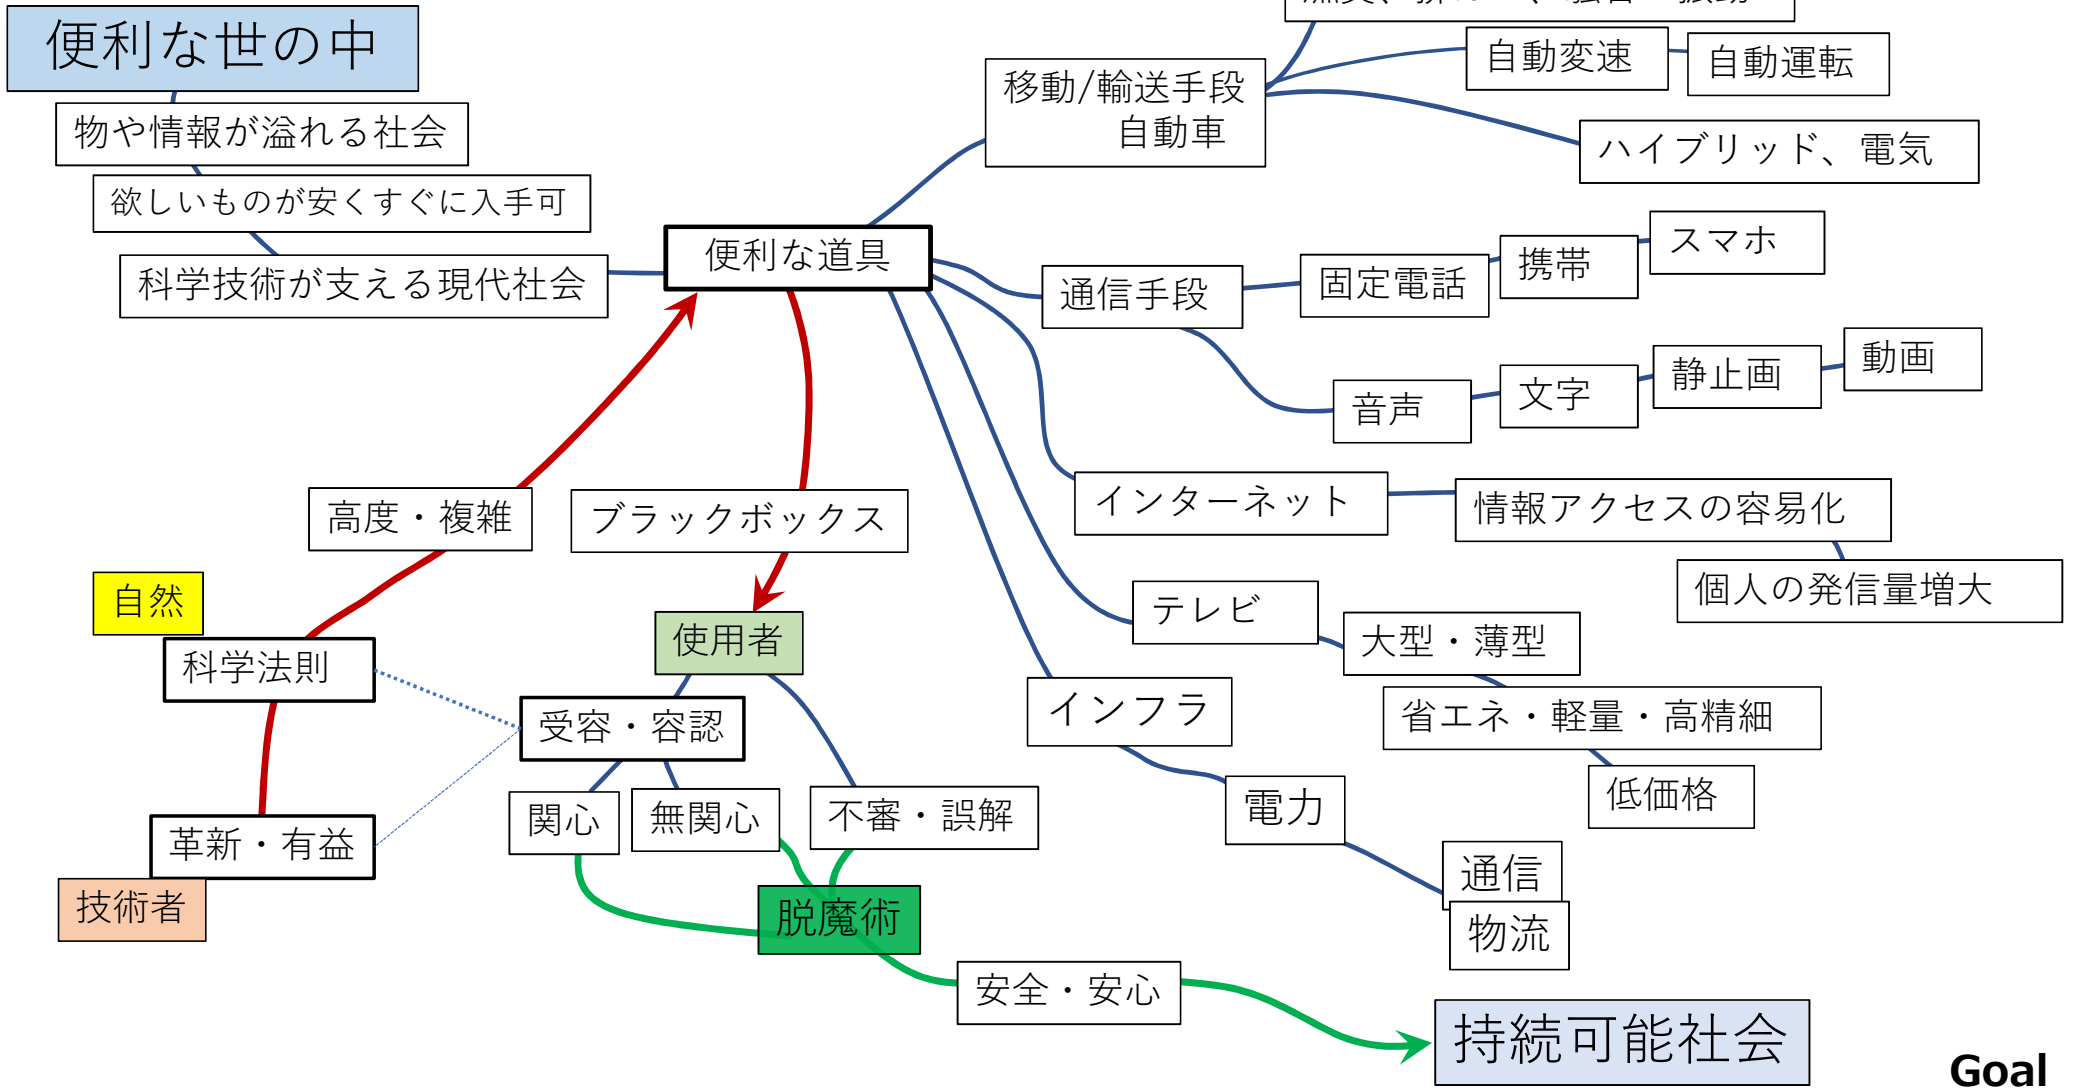 便利な世の中
物や情報が溢れる社会
欲しいものが安くすぐに入手可
科学技術が支える現代社会
便利な道具
移動/輸送手段
自動車
自動変速
自動運転
ハイブリッド、電気
通信手段
固定電話
携帯
スマホ
音声
文字
静止画
動画
インターネット
情報アクセスの容易化
個人の発信量増大
テレビ
大型・薄型
省エネ・軽量・高精細
低価格
インフラ
電力
通信
物流
高度・複雑
ブラックボックス
自然
科学法則
革新・有益
技術者
使用者
受容・容認
関心
無関心
不審・誤解
脱魔術
安全・安心
持続可能社会
Goal